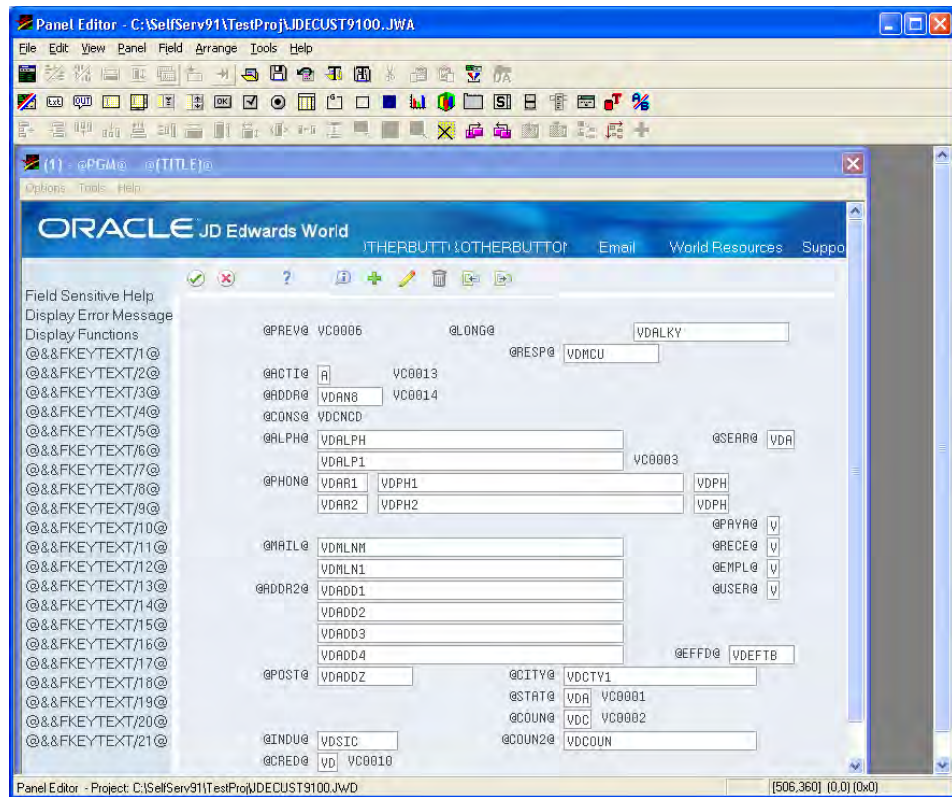 Panel Editor - C:\SelfServ91\TestProj\JDECUST9100.JWA
File Edit View Panel Field Arrange Tools Help
Txt OUT OK SI
(1) - @PGM@ @(TITLE)@
Options Tools Help
ORACLE JD Edwards World
Email World Resources Suppo
?
Field Sensitive Help
Display Error Message
Display Functions
@&&FKEYTEXT/1@
@&&FKEYTEXT/2@
@&&FKEYTEXT/3@
@&&FKEYTEXT/4@
@&&FKEYTEXT/5@
@&&FKEYTEXT/6@
@&&FKEYTEXT/7@
@&&FKEYTEXT/8@
@&&FKEYTEXT/9@
@&&FKEYTEXT/10@
@&&FKEYTEXT/11@
@&&FKEYTEXT/12@
@&&FKEYTEXT/13@
@&&FKEYTEXT/14@
@&&FKEYTEXT/15@
@&&FKEYTEXT/16@
@&&FKEYTEXT/17@
@&&FKEYTEXT/18@
@&&FKEYTEXT/19@
@&&FKEYTEXT/20@
@&&FKEYTEXT/21@
@PREV@ VC0006 @LONG@ VDALKY
@RESP@ VDMCU
@ACTI@ A VC0013
@ADDR@ VDAN8 VC0014
@CONS@ VDCNCD
@ALPH@ VDALPH @SEAR@ VDA
VDALP1 VC0003
@PHON@ VDAR1 VDPH1 VDPH
VDAR2 VDPH2 VDPH
@PAYA@ V
@MAIL@ VDMLNM @RECE@ V
VDMLN1 @EMPL@ V
@ADDR2@ VDADD1 @USER@ V
VDADD2
VDADD3
VDADD4 @EFFD@ VDEFTB
@POST@ VDADDZ @CITY@ VDCTY1
@STAT@ VDA VC0001
@COUN@ VDC VC0002
@INDU@ VDSIC @COUN2@ VDCOUN
@CRED@ VD VC0010
Panel Editor - Project: C:\SelfServ91\TestProj\JDECUST9100.JWD [506,360] (0,0) (0x0)